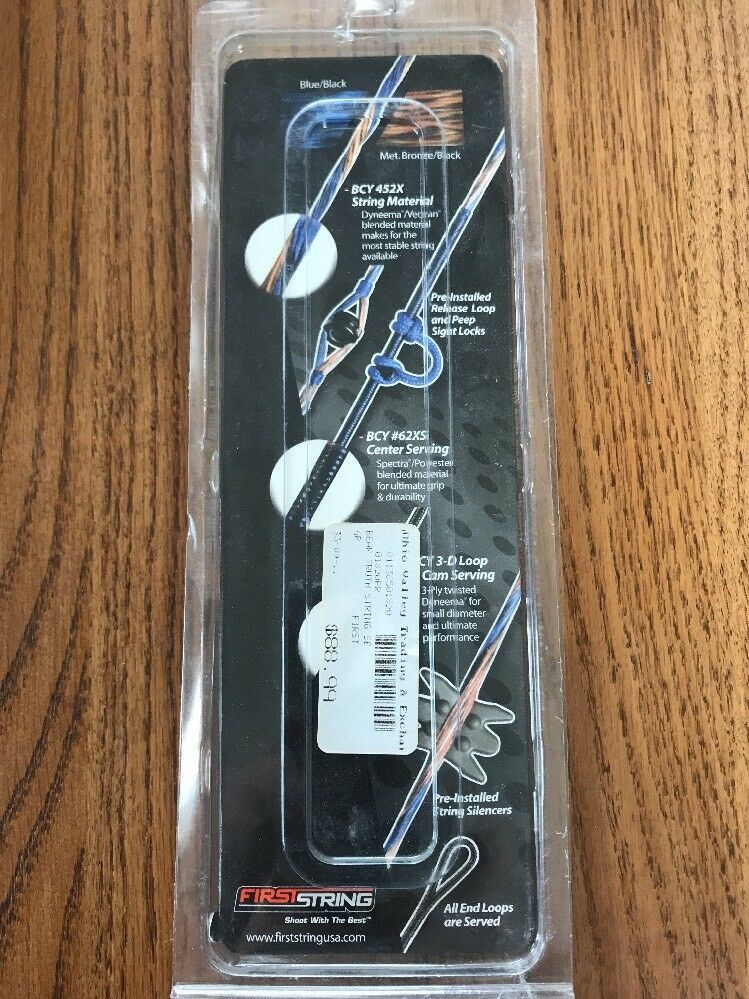 Blue/Black
Met. Bronze/Black
- BCY 452X
String Material
Dyneema®/Vectran®
blended material
makes for the
most stable string
available
Pre-Installed
Release Loop
and Peep
Sight Locks
- BCY #62XS
Center Serving
Spectra®/Polyester
blended material
for ultimate grip
& durability
CY 3-D Loop
Cam Serving
3-Ply twisted
Dyneema® for
small diameter
and ultimate
performance
Ohio Valley Trading & Exchan
BEAR TRUTH STRING SE
FIRST
$88.99
Pre-Installed
String Silencers
All End Loops
are Served
FIRSTSTRING
Shoot With The Best™
www.firststringusa.com